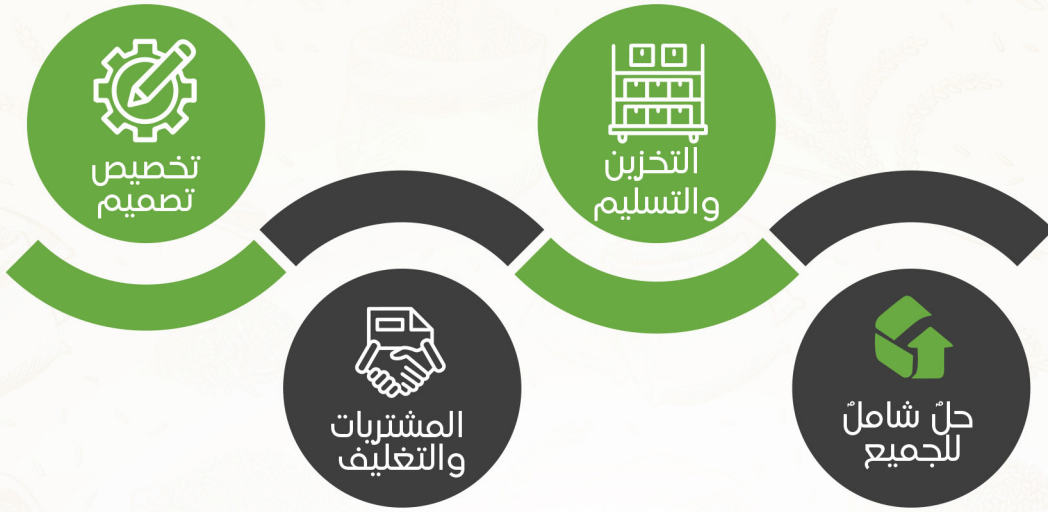 حلٌ شاملٌ
للجميع
التخزين
والتسليم
المشتريات
والتغليف
تخصيص
تصميم